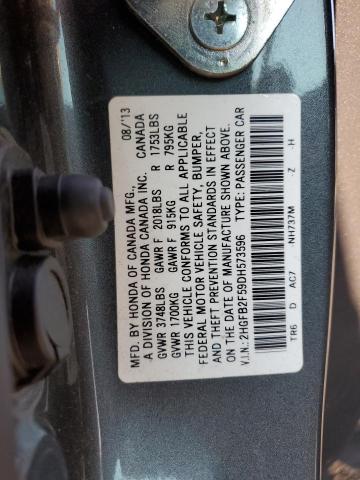 MFD. BY HONDA OF CANADA MFG., 08/'13
A DIVISION OF HONDA CANADA INC. CANADA
GVWR 3748LBS GAWR F 2018LBS R 1753LBS
GVWR 1700KG GAWR F 915KG R 795KG
THIS VEHICLE CONFORMS TO ALL APPLICABLE
FEDERAL MOTOR VEHICLE SAFETY, BUMPER,
AND THEFT PREVENTION STANDARDS IN EFFECT
ON THE DATE OF MANUFACTURE SHOWN ABOVE.
V.I.N.: 2HGFB2F59DH573596 TYPE: PASSENGER CAR
TR6 D AC7 NH737M -Z -H